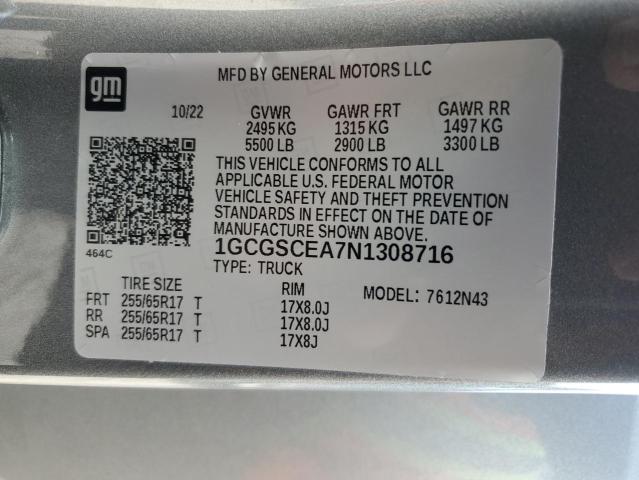 gm
MFD BY GENERAL MOTORS LLC
10/22 GVWR GAWR FRT GAWR RR
2495 KG 1315 KG 1497 KG
5500 LB 2900 LB 3300 LB
THIS VEHICLE CONFORMS TO ALL
APPLICABLE U.S. FEDERAL MOTOR
VEHICLE SAFETY AND THEFT PREVENTION
STANDARDS IN EFFECT ON THE DATE OF
MANUFACTURE SHOWN ABOVE.
464C
1GCGSCEA7N1308716
TYPE: TRUCK
TIRE SIZE RIM MODEL: 7612N43
FRT 255/65R17 T 17X8.0J
RR 255/65R17 T 17X8.0J
SPA 255/65R17 T 17X8J